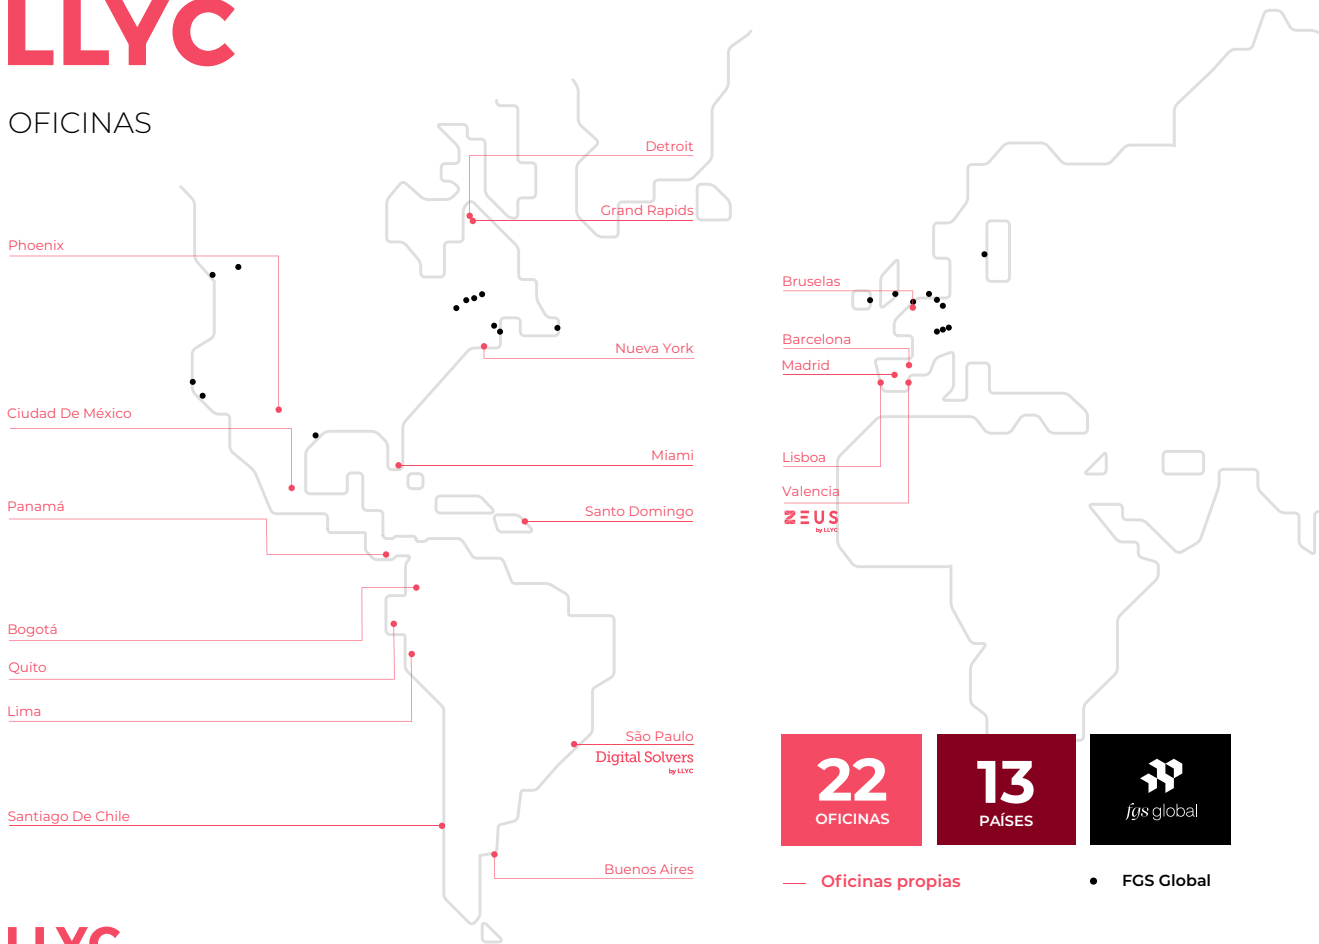 LLYC
OFICINAS
Detroit
Grand Rapids
Phoenix
Nueva York
Ciudad De México
Miami
Panamá
Santo Domingo
Bogotá
Quito
Lima
São Paulo
Digital Solvers
by LLYC
Santiago De Chile
Buenos Aires
Bruselas
Barcelona
Madrid
Lisboa
Valencia
ZEUS
by LLYC
22
OFICINAS
13
PAÍSES
fgs global
Oficinas propias
FGS Global
LLYC